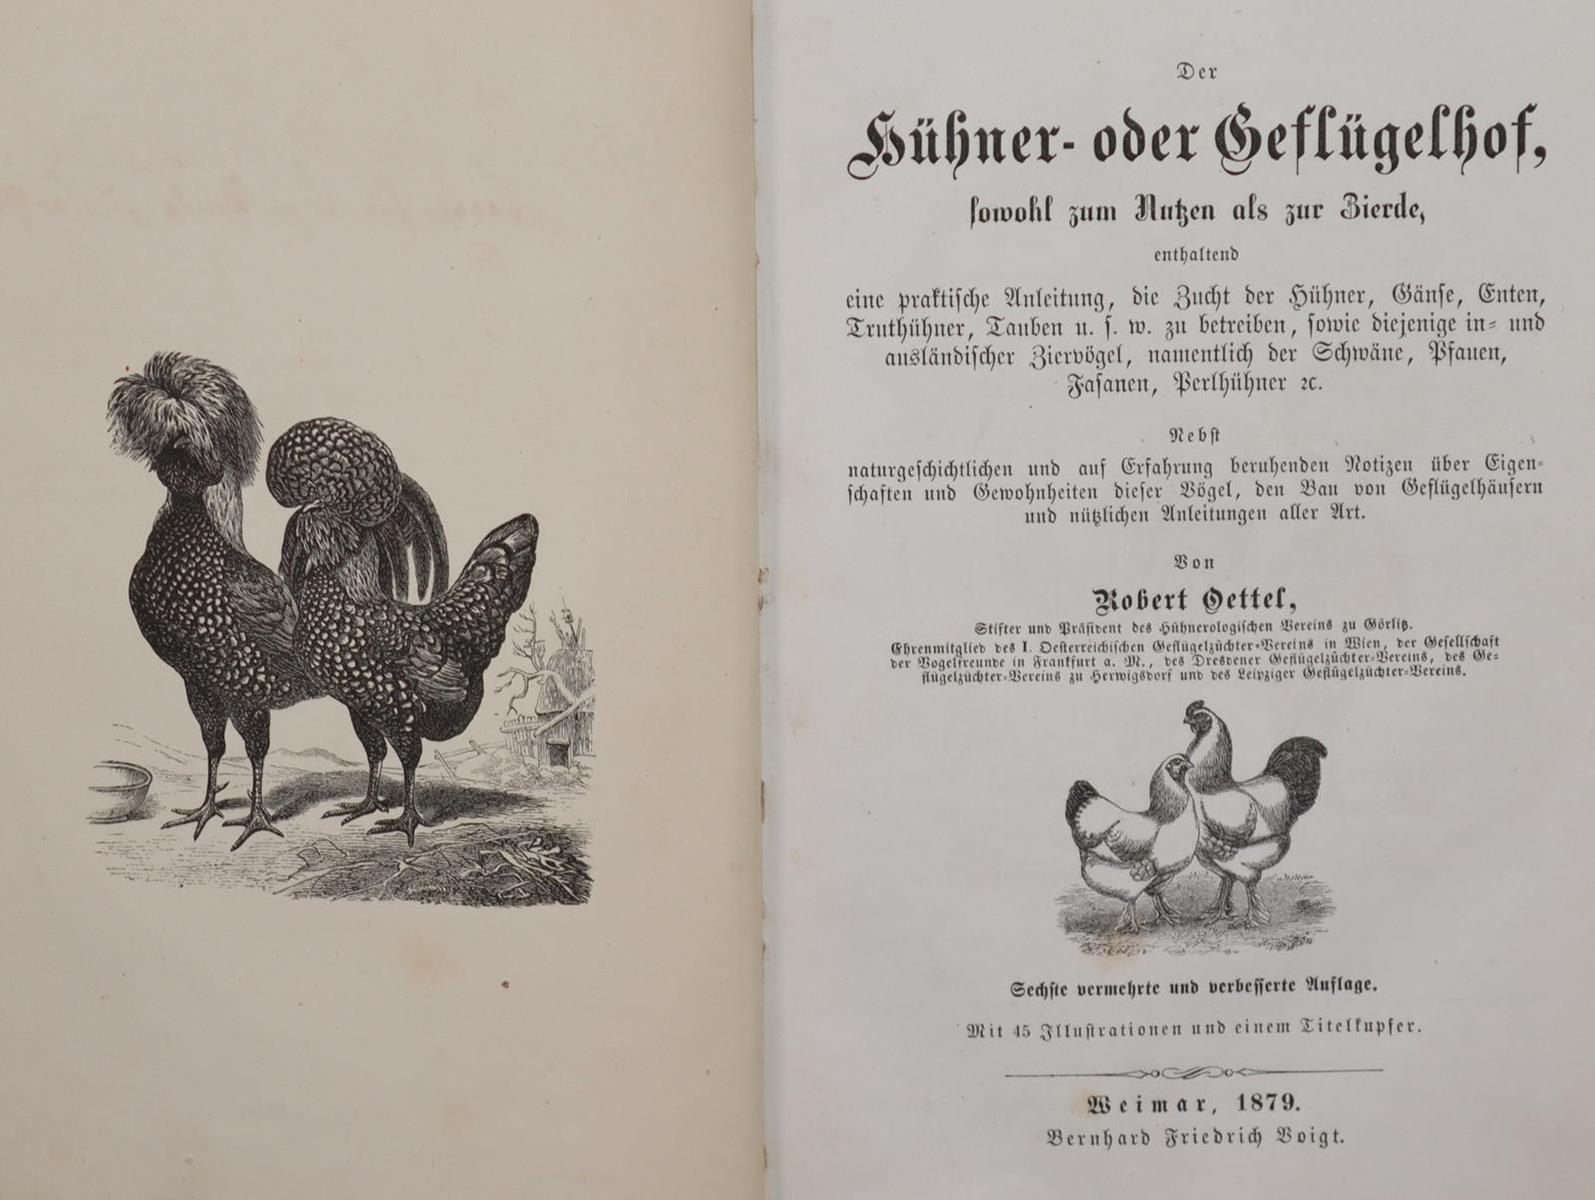 Der
Hühner- oder Geflügelhof,
sowohl zum Nutzen als zur Zierde,
enthaltend
eine praktische Anleitung, die Zucht der Hühner, Gänse, Enten,
Truthühner, Tauben u. s. w. zu betreiben, sowie diejenige in- und
ausländischer Ziervögel, namentlich der Schwäne, Pfauen,
Fasanen, Perlhühner ꝛc.
Nebst
naturgeschichtlichen und auf Erfahrung beruhenden Notizen über Eigen-
schaften und Gewohnheiten dieser Vögel, den Bau von Geflügelhäusern
und nützlichen Anleitungen aller Art.
Von
Robert Oettel,
Stifter und Präsident des Hühnerologischen Vereins zu Görlitz.
Ehrenmitglied des I. Oesterreichischen Geflügelzüchter-Vereins in Wien, der Gesellschaft
der Vogelfreunde in Frankfurt a. M., des Dresdener Geflügelzüchter-Vereins, des Ge-
flügelzüchter-Vereins zu Herwigsdorf und des Leipziger Geflügelzüchter-Vereins.
Sechste vermehrte und verbesserte Auflage.
Mit 45 Illustrationen und einem Titelkupfer.
Weimar, 1879.
Bernhard Friedrich Voigt.